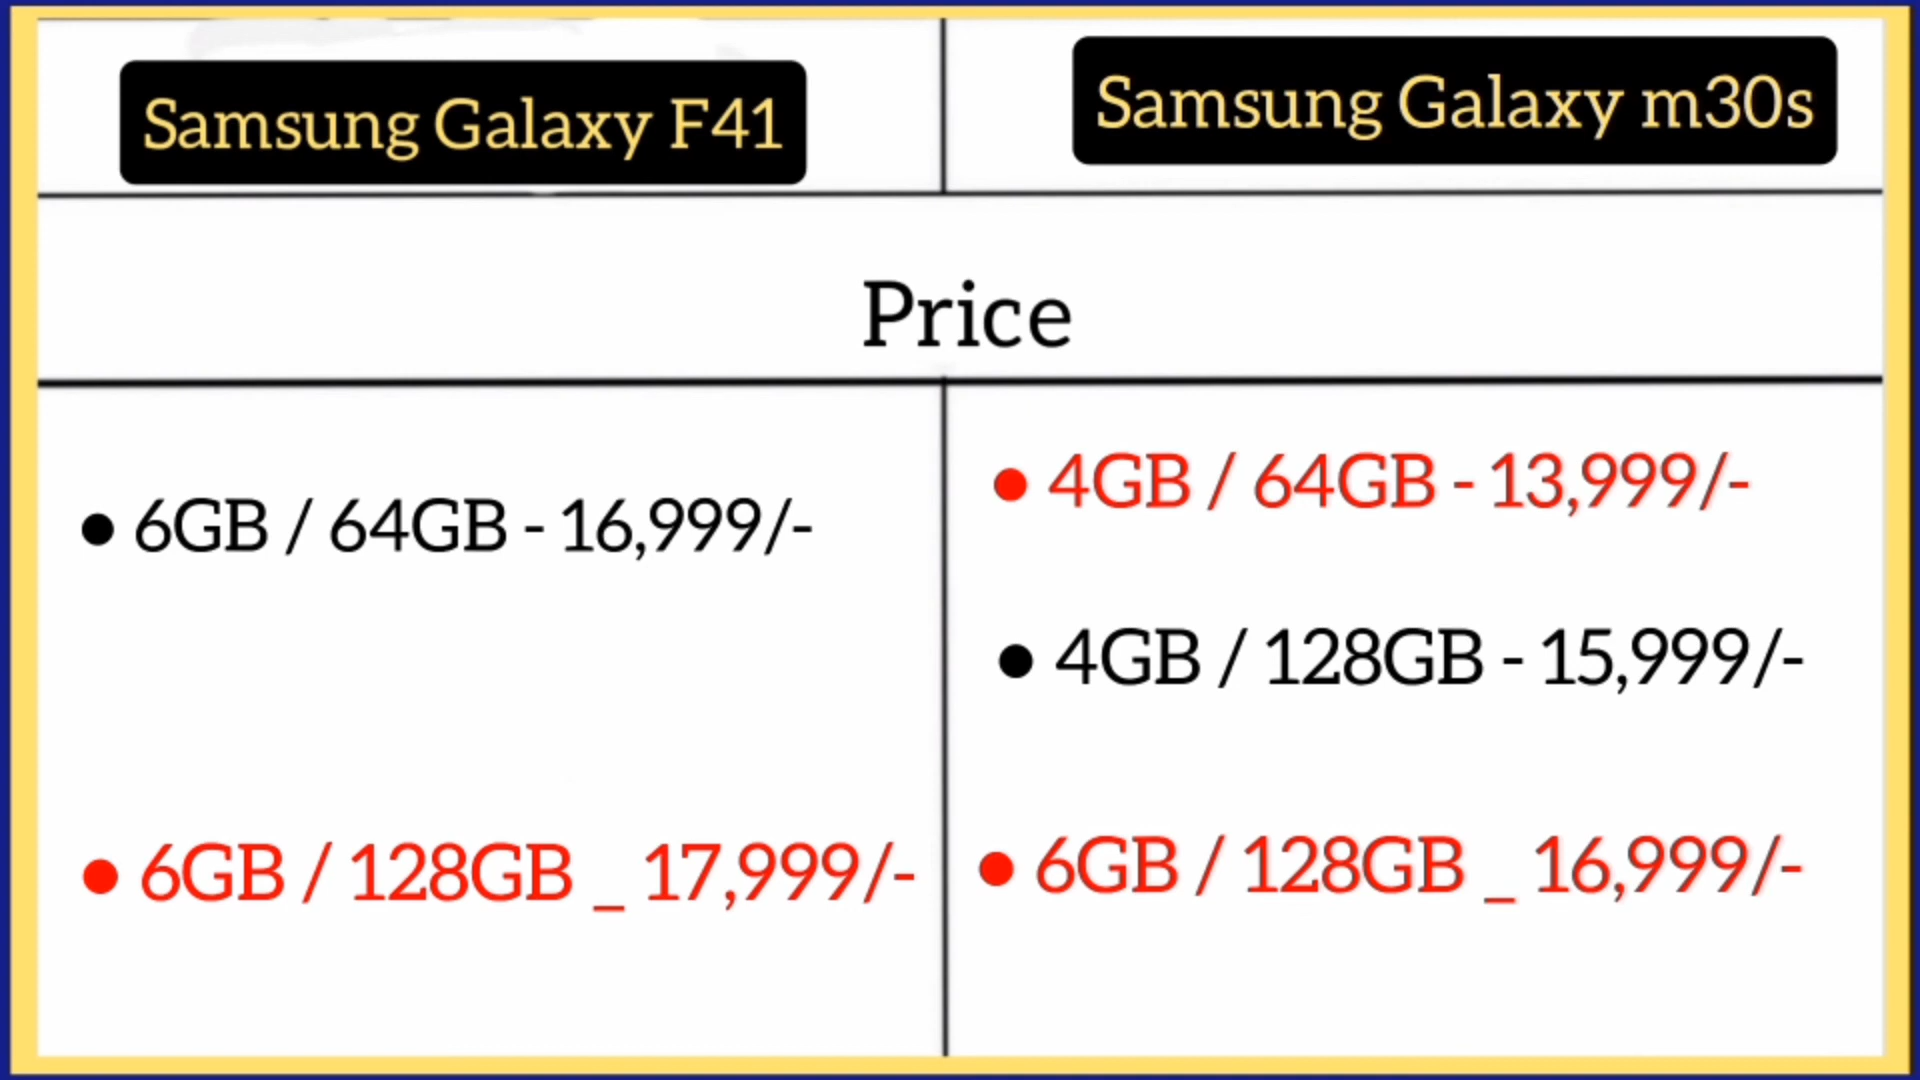 Samsung Galaxy F41
Samsung Galaxy m30s
Price
● 6GB / 64GB - 16,999/-
● 6GB / 128GB _ 17,999/-
● 4GB / 64GB - 13,999/-
● 4GB / 128GB - 15,999/-
● 6GB / 128GB _ 16,999/-